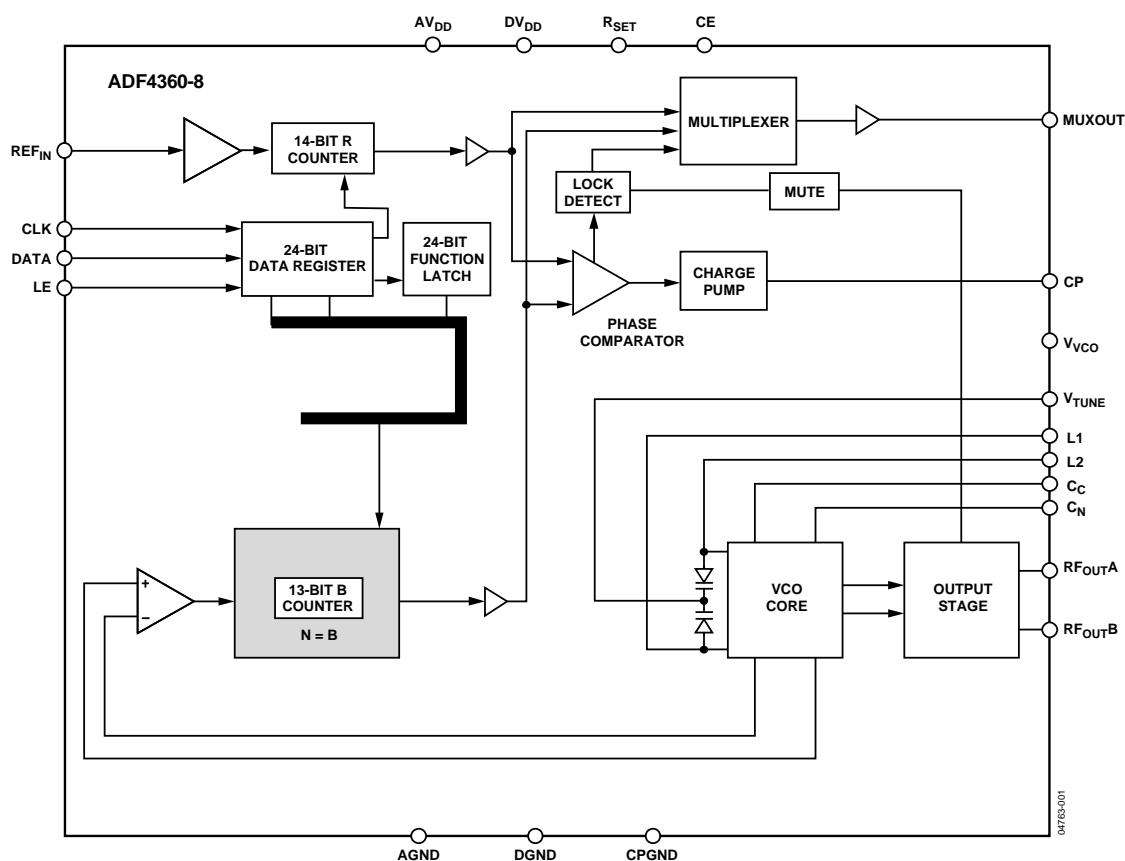 AVDD
DVDD
RSET
CE
ADF4360-8
MULTIPLEXER
MUXOUT
REFIN
14-BIT R
COUNTER
LOCK
DETECT
MUTE
CLK
DATA
LE
24-BIT
DATA REGISTER
24-BIT
FUNCTION
LATCH
CHARGE
PUMP
CP
PHASE
COMPARATOR
VVCO
VTUNE
L1
L2
CC
CN
+
−
13-BIT B
COUNTER
N = B
VCO
CORE
OUTPUT
STAGE
RFOUTA
RFOUTB
AGND
DGND
CPGND
04763-001